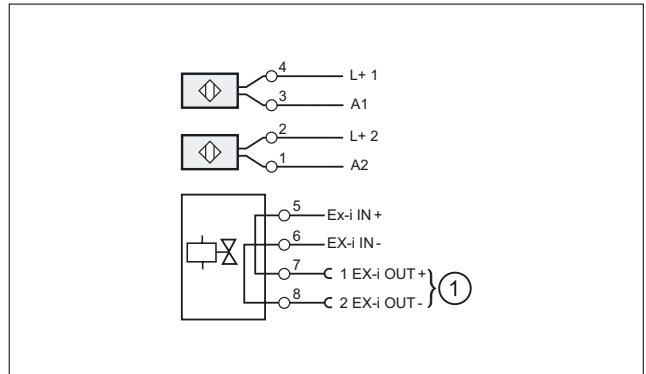 4 L+ 1
3 A1
2 L+ 2
1 A2
5 Ex-i IN +
6 EX-i IN -
7 1 EX-i OUT +
8 2 EX-i OUT -
1